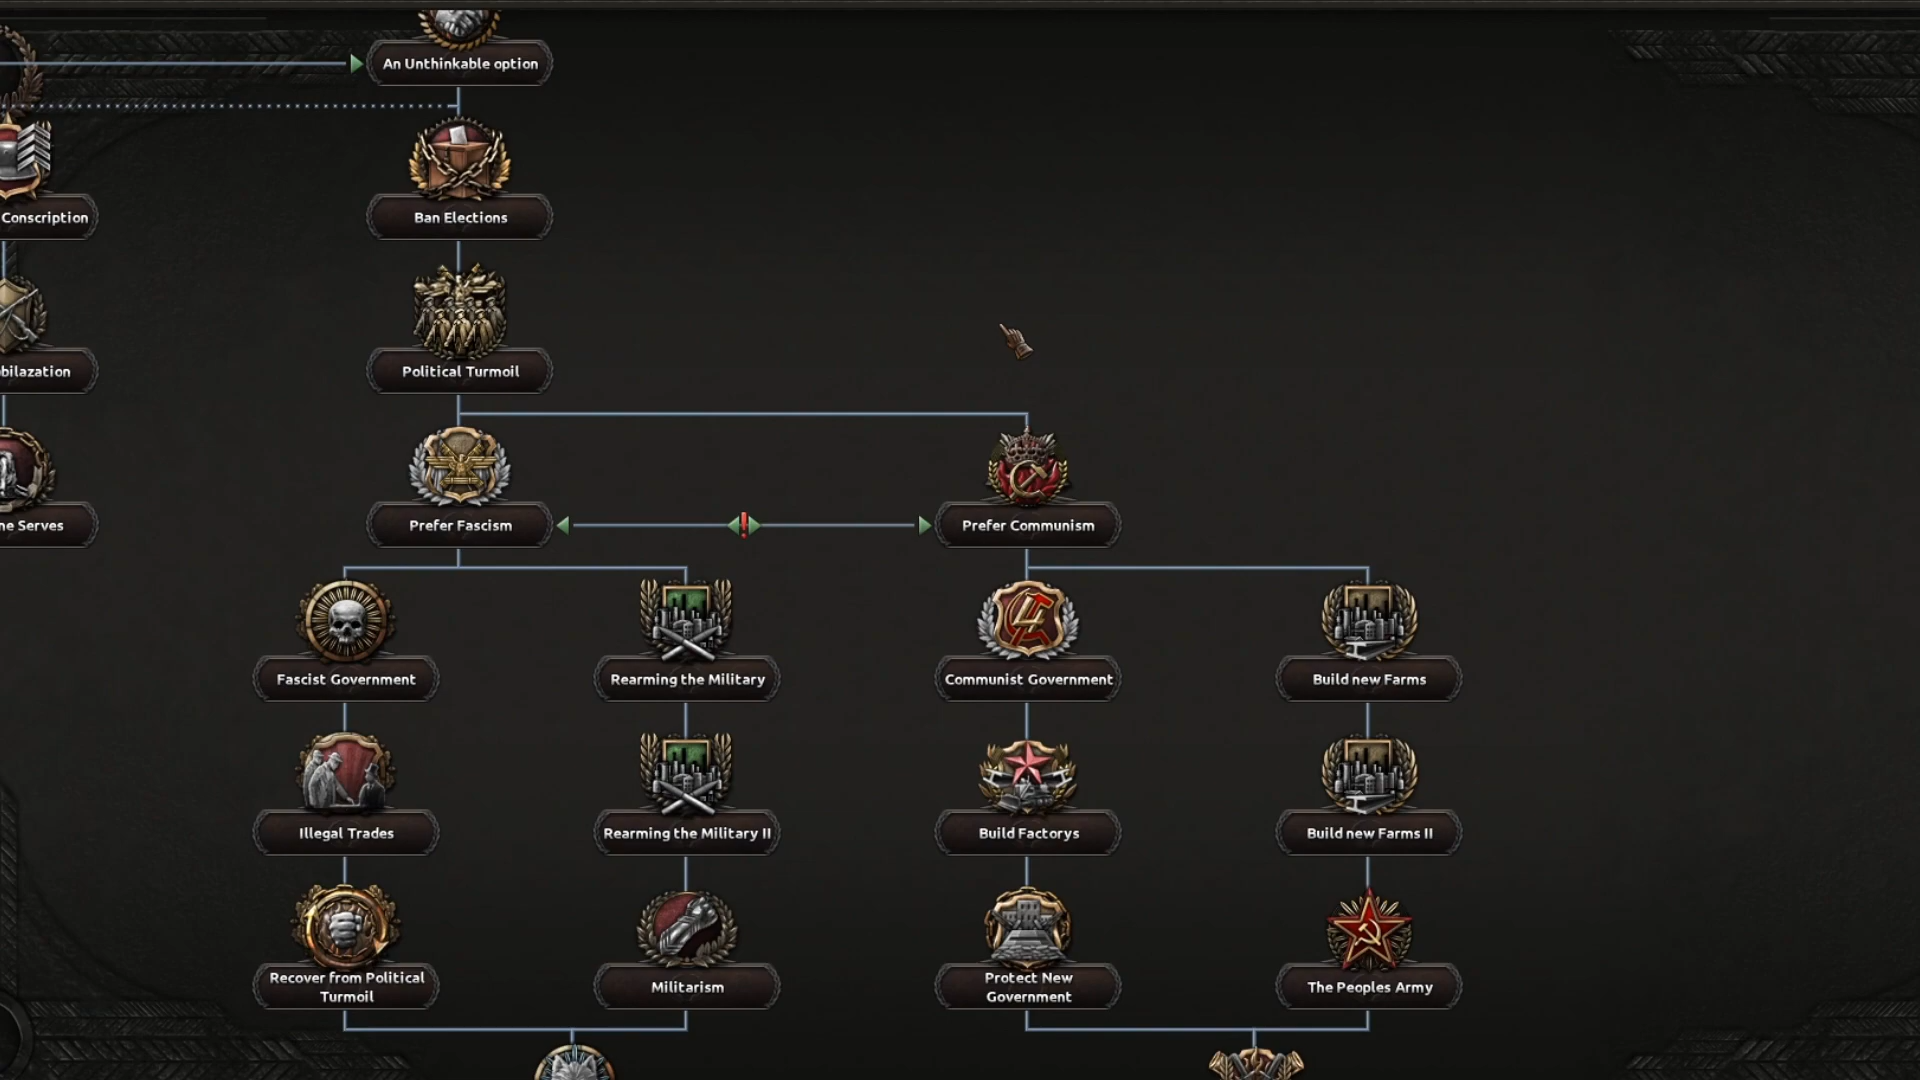 An Unthinkable option
Conscription
Ban Elections
bilazation
Political Turmoil
ne Serves
Prefer Fascism
Prefer Communism
Fascist Government
Rearming the Military
Communist Government
Build new Farms
Illegal Trades
Rearming the Military II
Build Factorys
Build new Farms II
Recover from Political
Turmoil
Militarism
Protect New
Government
The Peoples Army